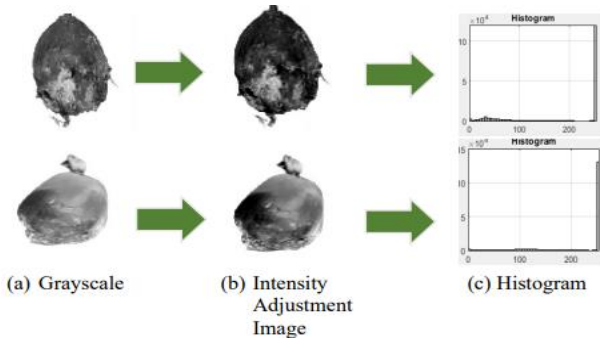 Histogram
× 10⁴
10
5
0
0 100 200
Histogram
15 × 10⁴
10
5
0
0 100 200
(a) Grayscale (b) Intensity (c) Histogram
Adjustment
Image